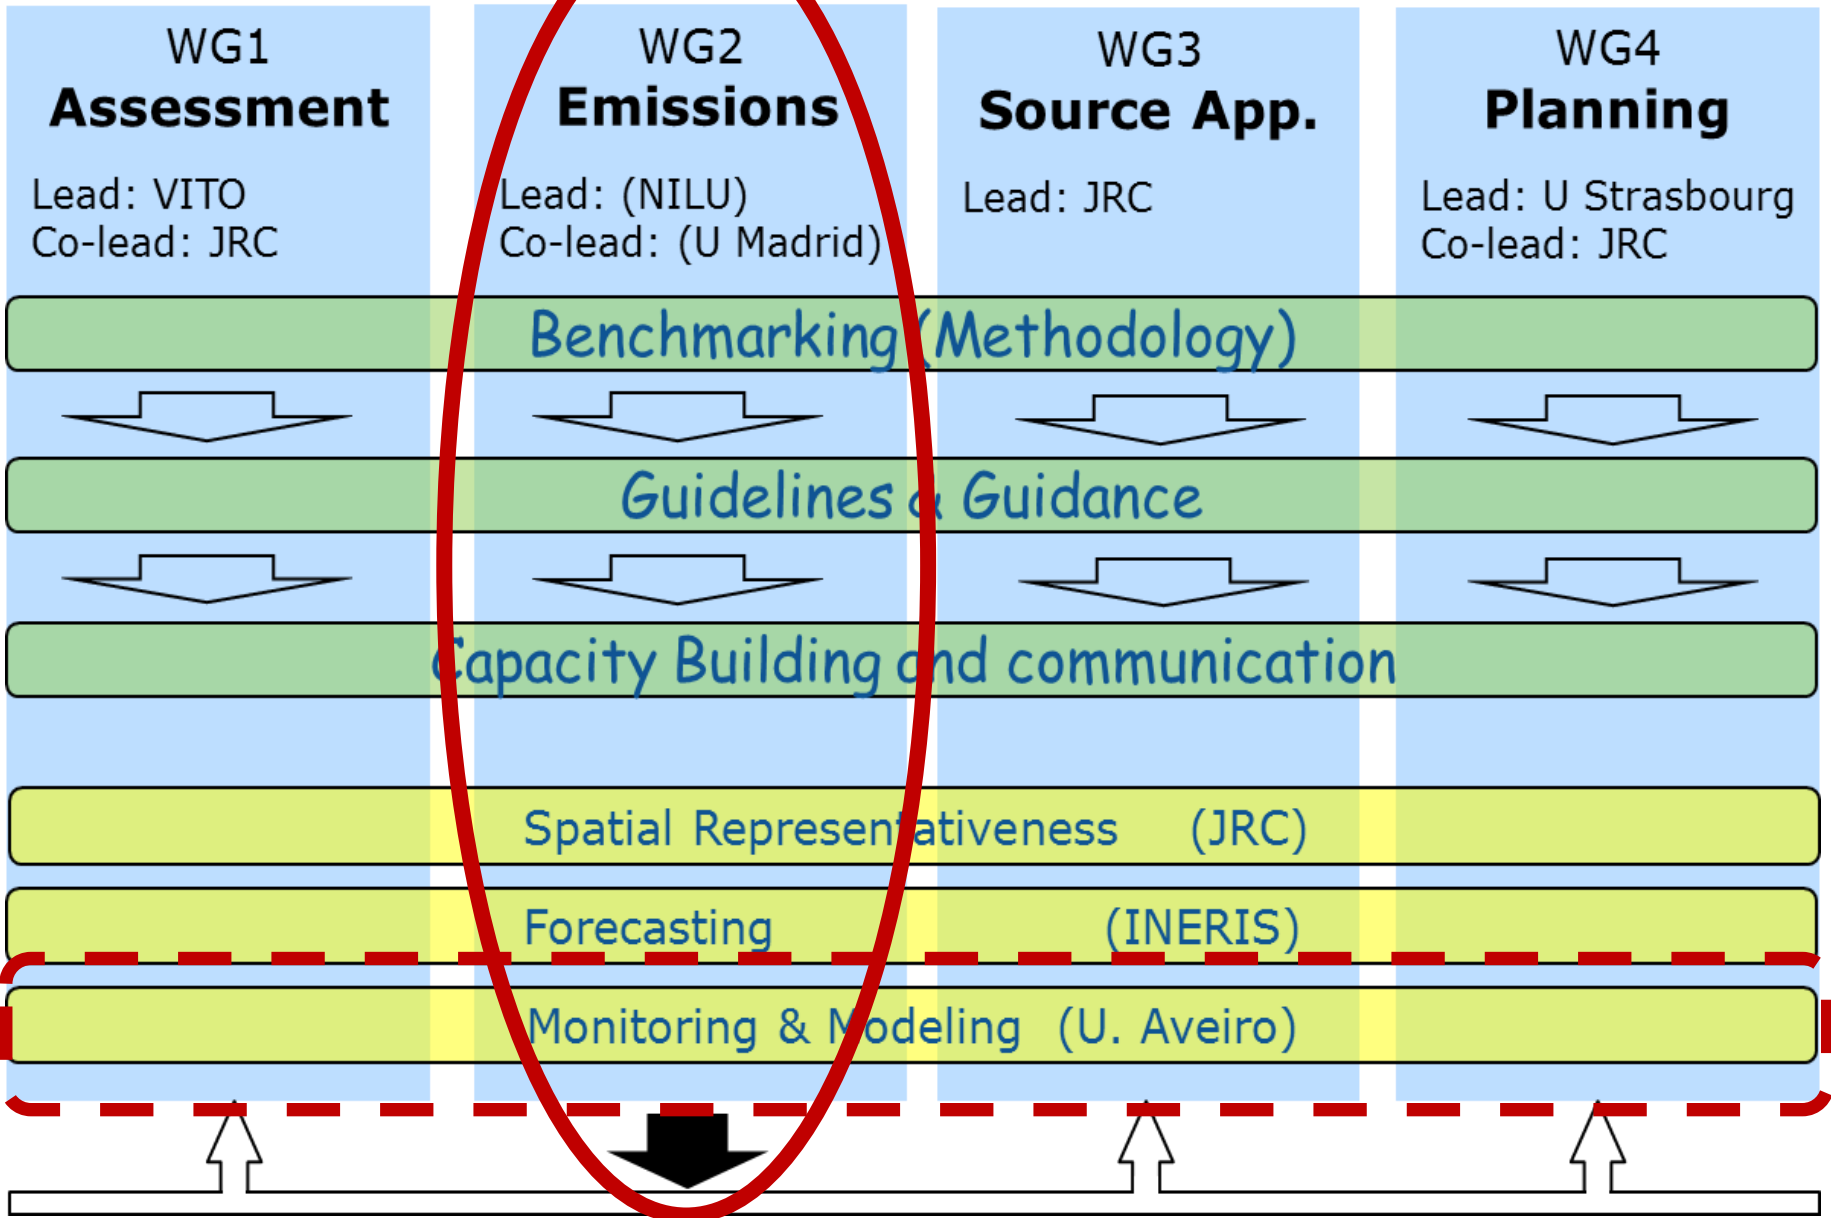 WG1
Assessment
Lead: VITO
Co-lead: JRC
WG2
Emissions
Lead: (NILU)
Co-lead: (U Madrid)
WG3
Source App.
Lead: JRC
WG4
Planning
Lead: U Strasbourg
Co-lead: JRC
Benchmarking (Methodology)
Guidelines & Guidance
Capacity Building and communication
Spatial Representativeness (JRC)
Forecasting (INERIS)
Monitoring & Modeling (U. Aveiro)